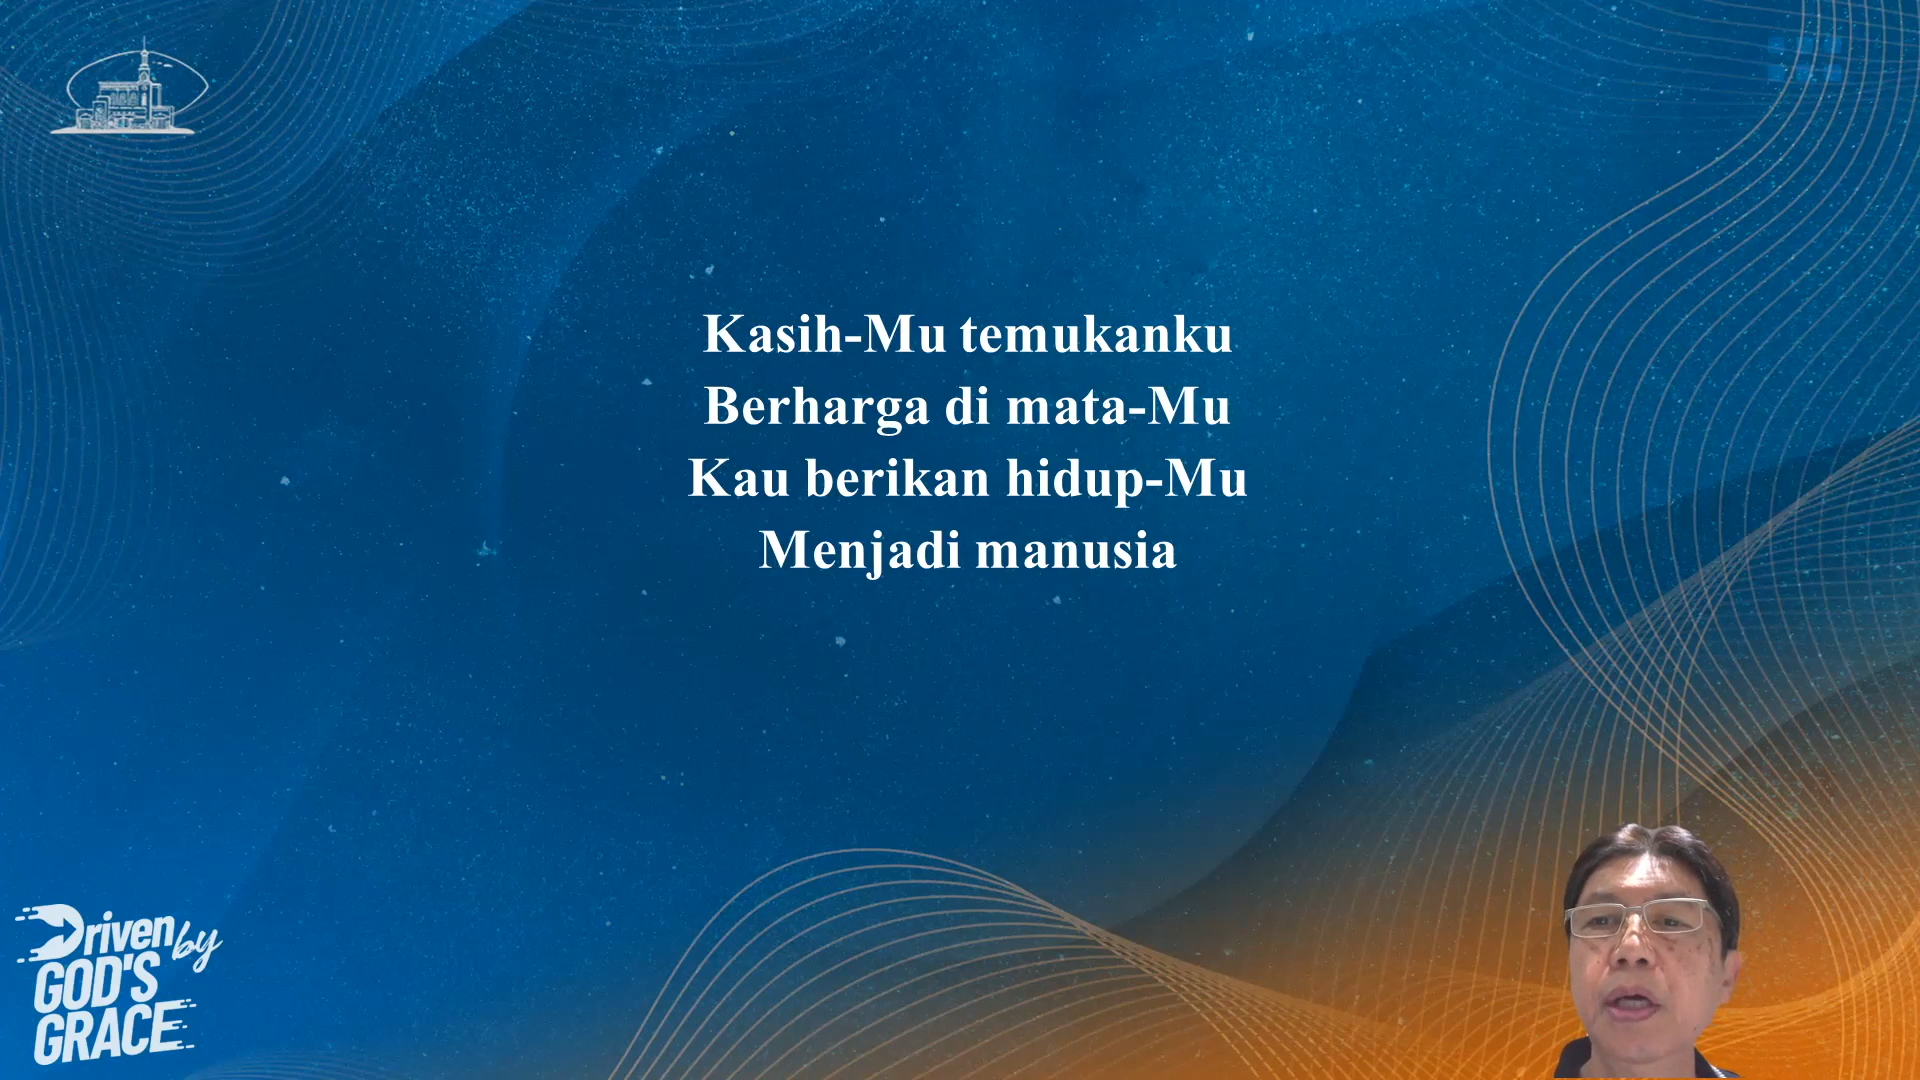 Kasih-Mu temukanku
Berharga di mata-Mu
Kau berikan hidup-Mu
Menjadi manusia
Driven by
GOD'S
GRACE